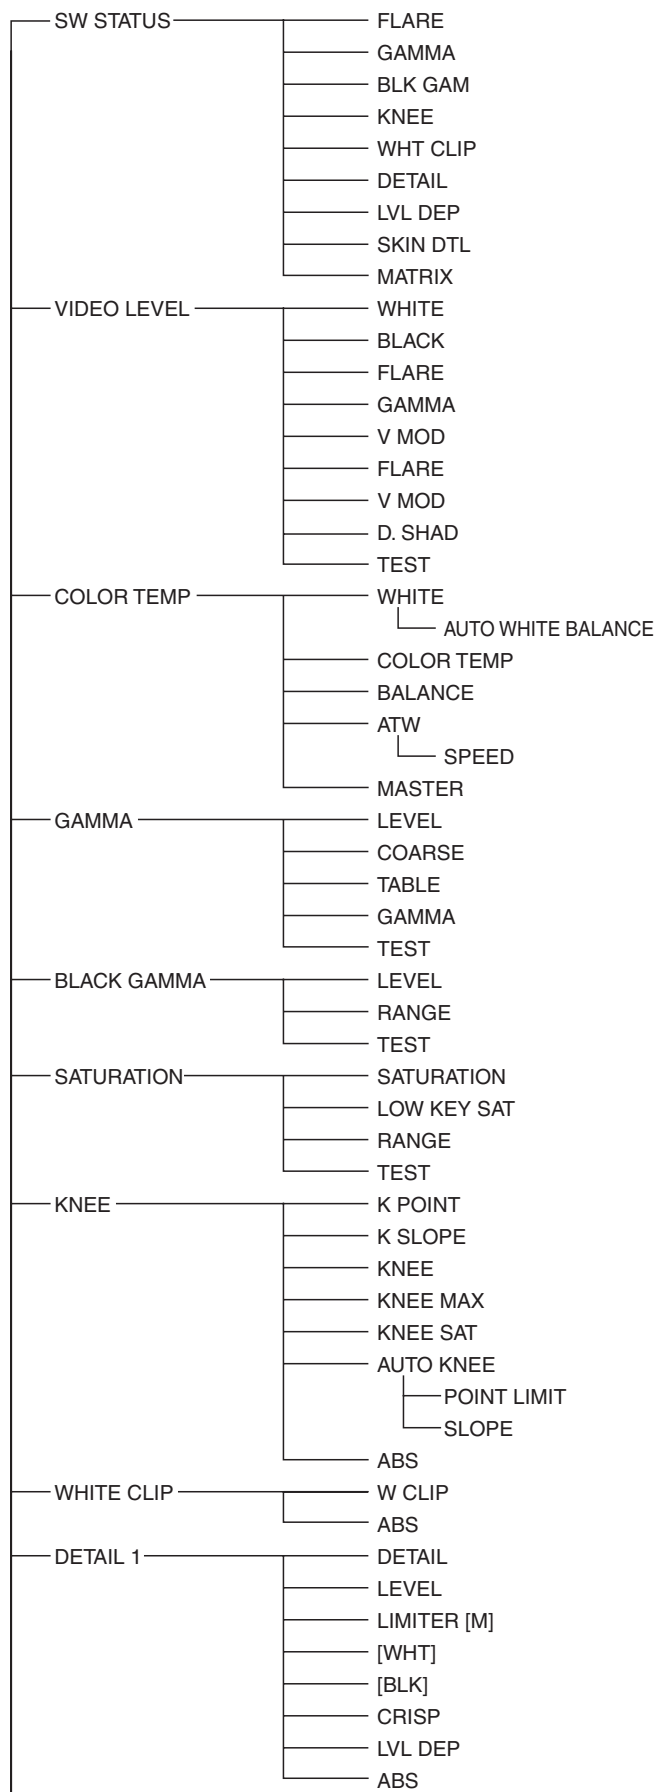 SW STATUS FLARE
GAMMA
BLK GAM
KNEE
WHT CLIP
DETAIL
LVL DEP
SKIN DTL
MATRIX
VIDEO LEVEL WHITE
BLACK
FLARE
GAMMA
V MOD
FLARE
V MOD
D. SHAD
TEST
COLOR TEMP WHITE
AUTO WHITE BALANCE
COLOR TEMP
BALANCE
ATW
SPEED
MASTER
GAMMA LEVEL
COARSE
TABLE
GAMMA
TEST
BLACK GAMMA LEVEL
RANGE
TEST
SATURATION SATURATION
LOW KEY SAT
RANGE
TEST
KNEE K POINT
K SLOPE
KNEE
KNEE MAX
KNEE SAT
AUTO KNEE
POINT LIMIT
SLOPE
ABS
WHITE CLIP W CLIP
ABS
DETAIL 1 DETAIL
LEVEL
LIMITER [M]
[WHT]
[BLK]
CRISP
LVL DEP
ABS